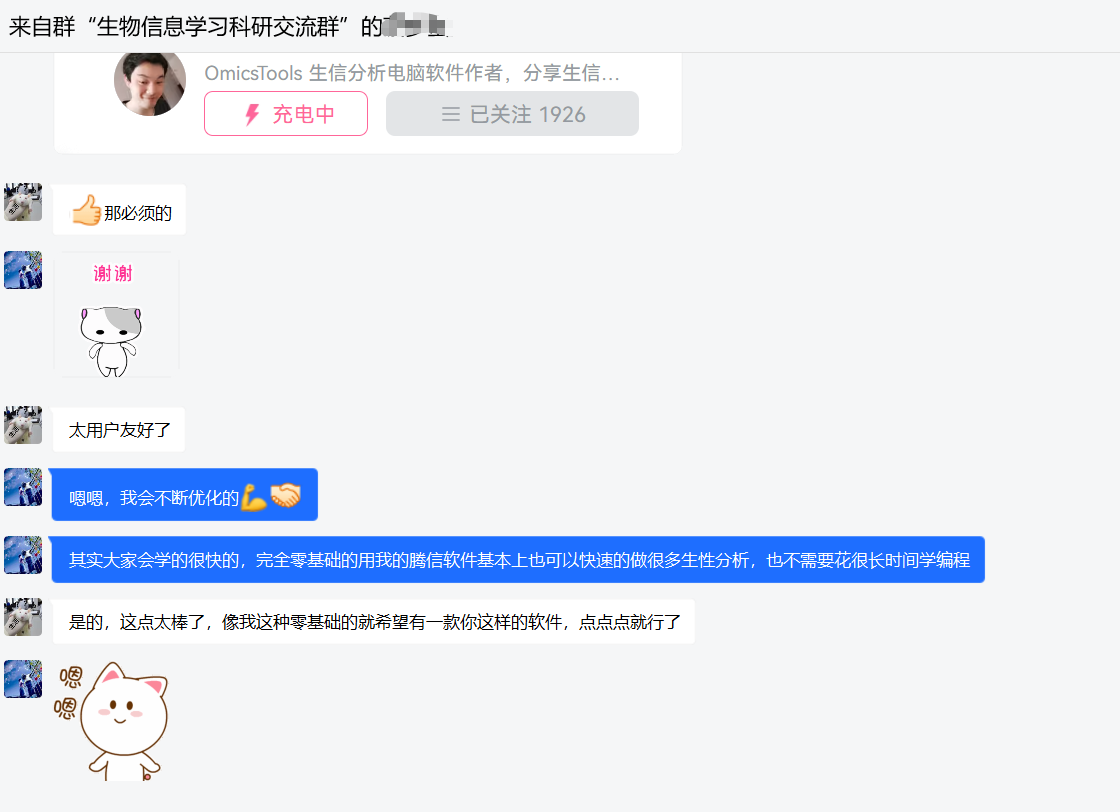 来自群“生物信息学习科研交流群”的
OmicsTools 生信分析电脑软件作者，分享生信…
充电中
已关注 1926
那必须的
谢谢
太用户友好了
嗯嗯，我会不断优化的
其实大家会学的很快的，完全零基础的用我的腾信软件基本上也可以快速的做很多生性分析，也不需要花很长时间学编程
是的，这点太棒了，像我这种零基础的就希望有一款你这样的软件，点点点就行了
嗯
嗯